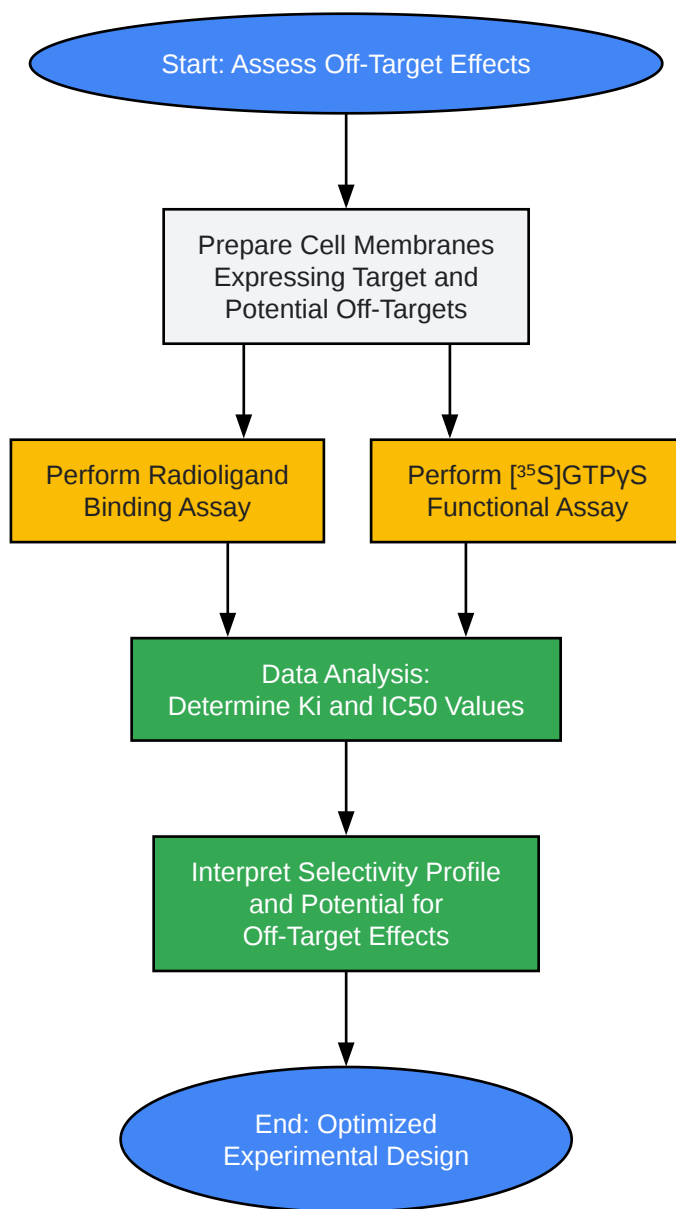 Start: Assess Off-Target Effects
Prepare Cell Membranes
Expressing Target and
Potential Off-Targets
Perform Radioligand
Binding Assay
Perform [³⁵S]GTPγS
Functional Assay
Data Analysis:
Determine Ki and IC50 Values
Interpret Selectivity Profile
and Potential for
Off-Target Effects
End: Optimized
Experimental Design